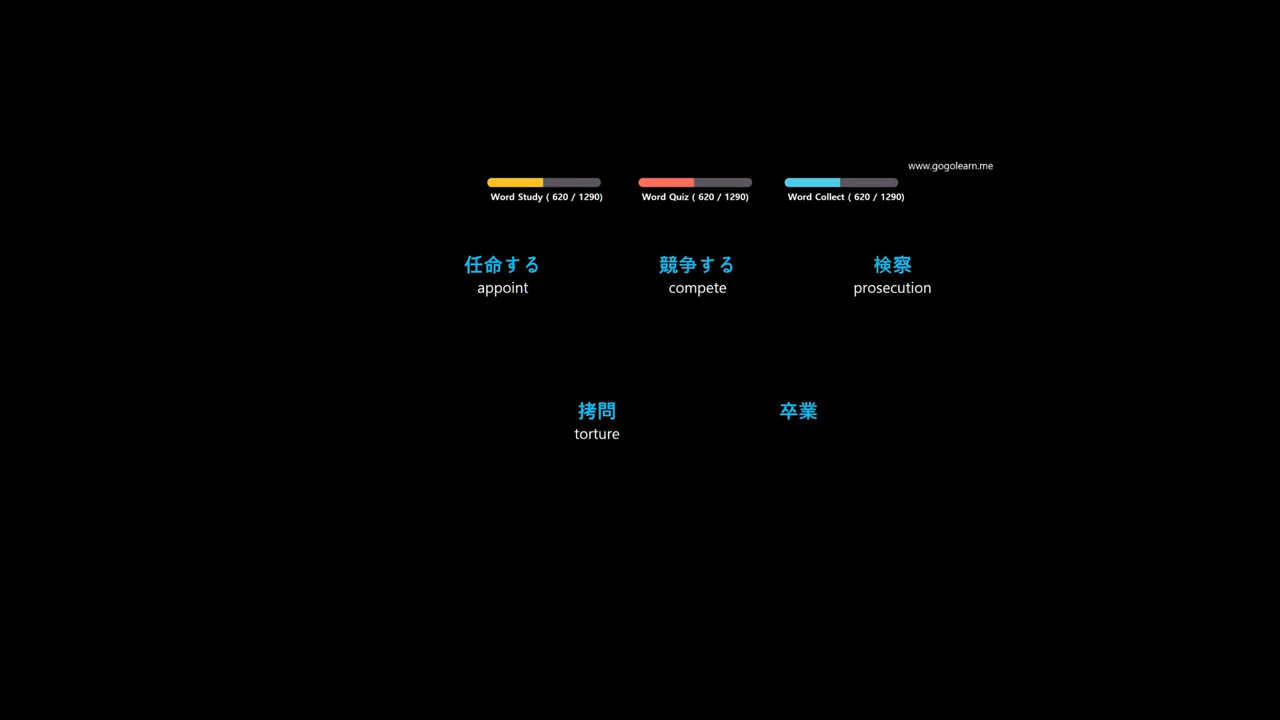 www.gogolearn.me
Word Study ( 620 / 1290)
Word Quiz ( 620 / 1290)
Word Collect ( 620 / 1290)
任命する
appoint
競争する
compete
検察
prosecution
拷問
torture
卒業